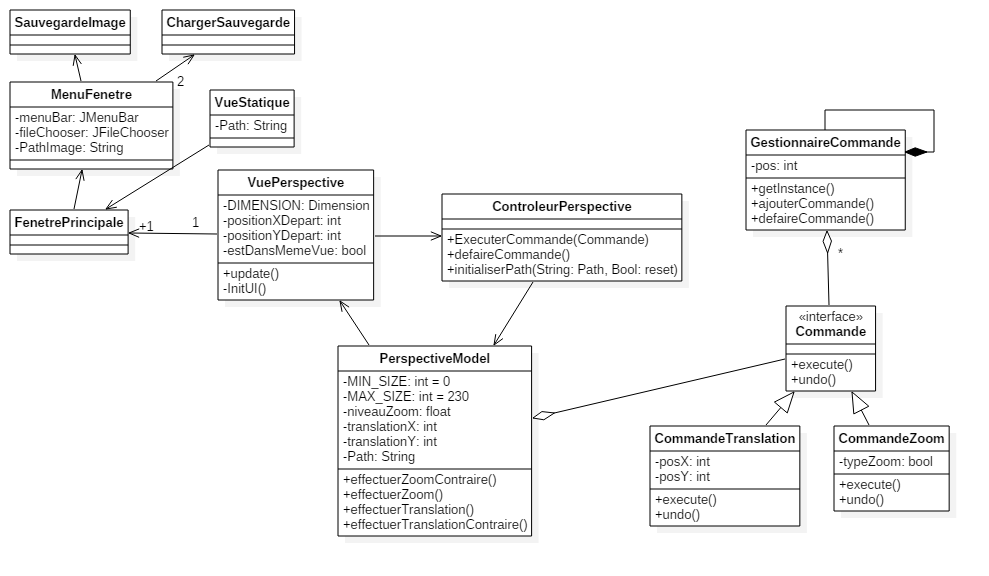 SauvegardeImage
ChargerSauvegarde
2
MenuFenetre
-menuBar: JMenuBar
-fileChooser: JFileChooser
-PathImage: String
VueStatique
-Path: String
FenetrePrincipale
+1
1
VuePerspective
-DIMENSION: Dimension
-positionXDepart: int
-positionYDepart: int
-estDansMemeVue: bool
+update()
-InitUI()
ControleurPerspective
+ExecuterCommande(Commande)
+defaireCommande()
+initialiserPath(String: Path, Bool: reset)
GestionnaireCommande
-pos: int
+getInstance()
+ajouterCommande()
+defaireCommande()
*
«interface»
Commande
+execute()
+undo()
PerspectiveModel
-MIN_SIZE: int = 0
-MAX_SIZE: int = 230
-niveauZoom: float
-translationX: int
-translationY: int
-Path: String
+effectuerZoomContraire()
+effectuerZoom()
+effectuerTranslation()
+effectuerTranslationContraire()
CommandeTranslation
-posX: int
-posY: int
+execute()
+undo()
CommandeZoom
-typeZoom: bool
+execute()
+undo()